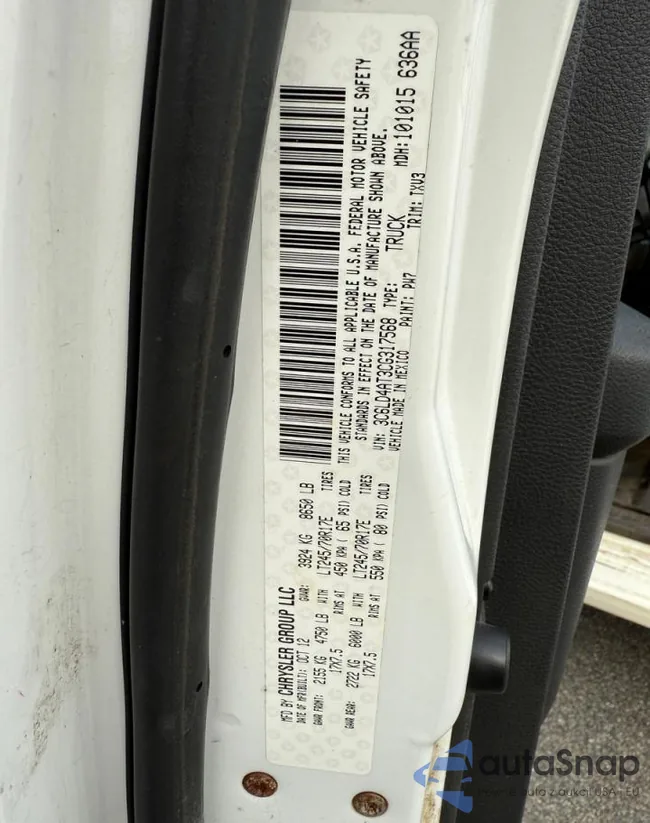 MFD BY CHRYSLER GROUP LLC
DATE OF MFR(BUILT): OCT 12 GVWR: 3924 KG 8650 LB
GAWR FRONT: 2155 KG 4750 LB WITH LT245/70R17E TIRES
17X7.5 RIMS AT 450 KPA ( 65 PSI) COLD
GAWR REAR: 2722 KG 6000 LB WITH LT245/70R17E TIRES
17X7.5 RIMS AT 550 KPA ( 80 PSI) COLD
THIS VEHICLE CONFORMS TO ALL APPLICABLE U.S.A. FEDERAL MOTOR VEHICLE SAFETY
STANDARDS IN EFFECT ON THE DATE OF MANUFACTURE SHOWN ABOVE.
VIN: 3C6LD4AT3CG317568 TYPE: TRUCK MDH:101015 636AA
VEHICLE MADE IN MEXICO PAINT: PW7 TRIM: TXV3
autoSnap